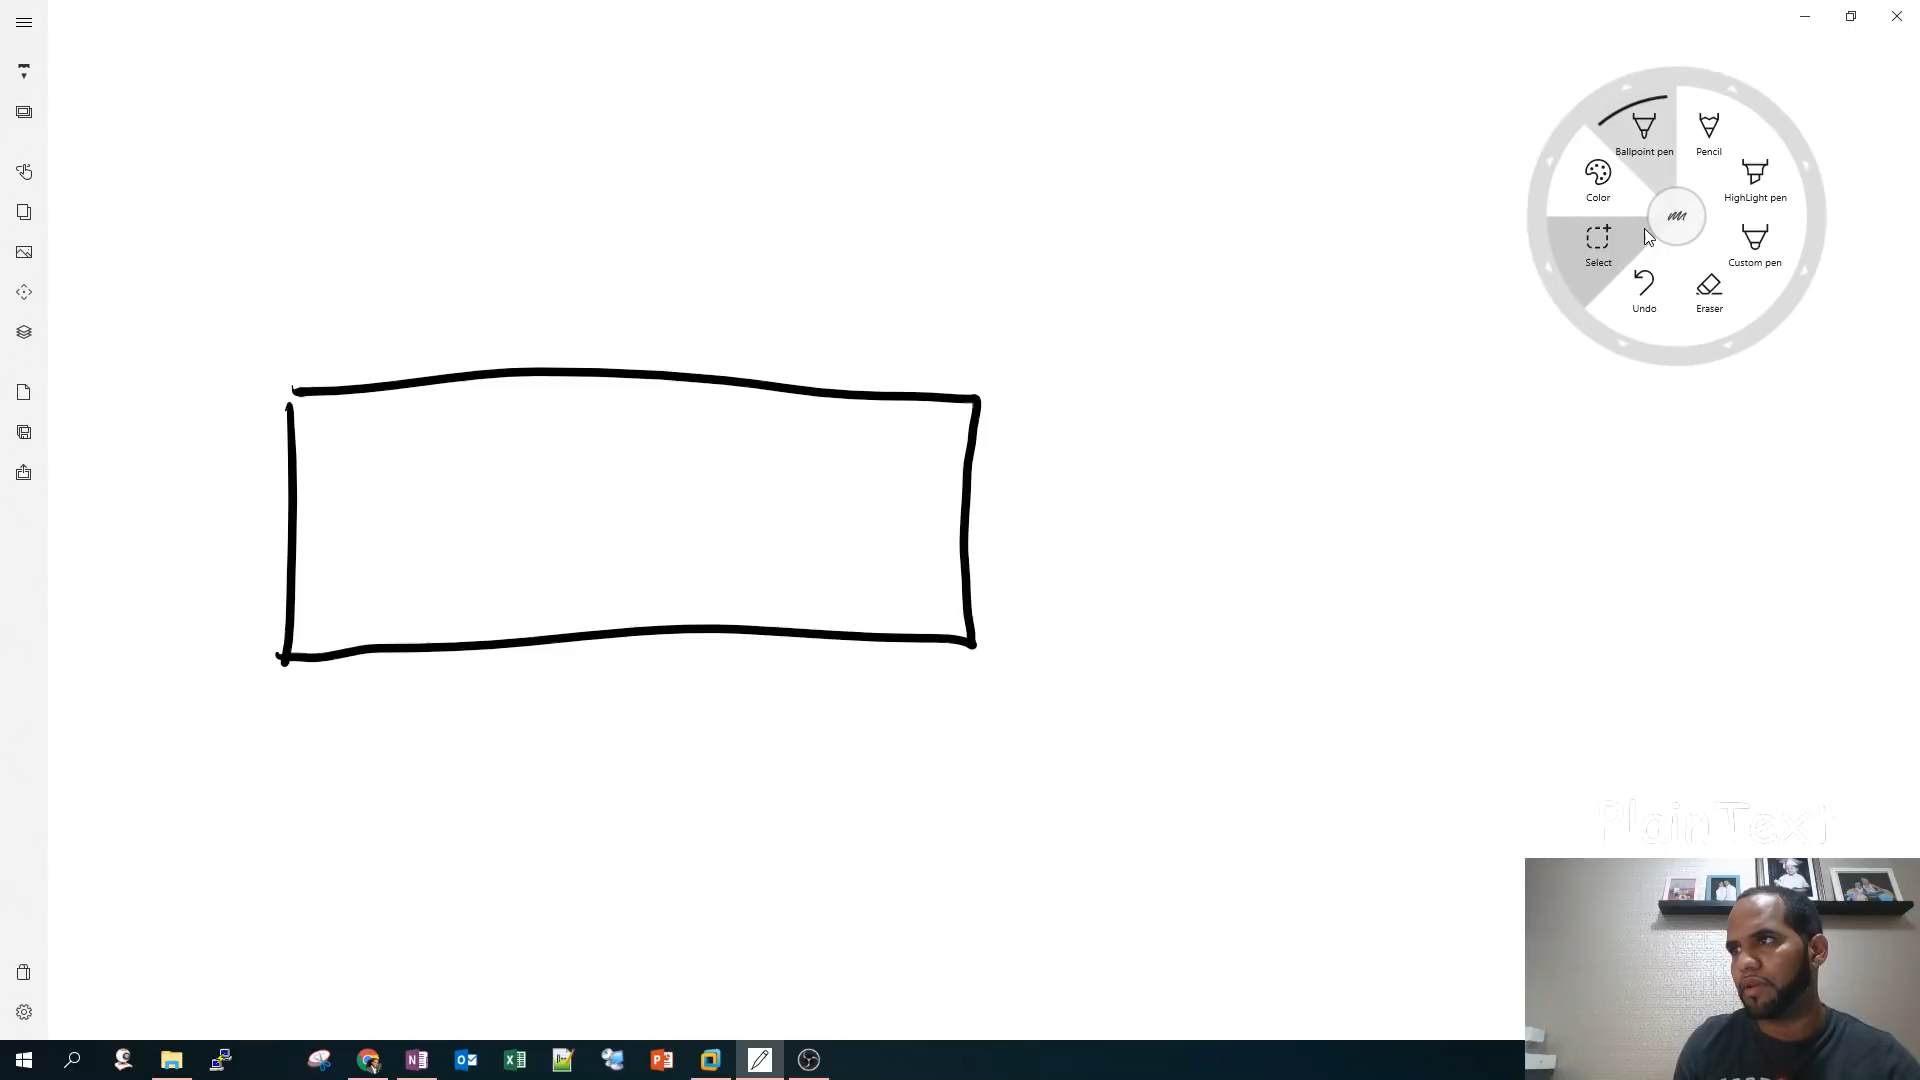 Ballpoint pen
Pencil
Color
HighLight pen
Select
Custom pen
Undo
Eraser
PlainText